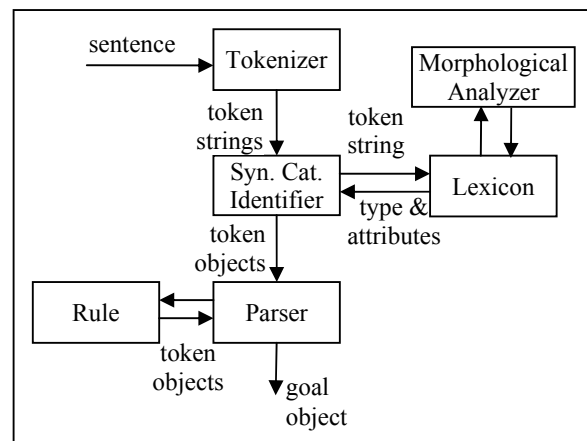 sentence
Tokenizer
Morphological
Analyzer
token
strings
token
string
Syn. Cat.
Identifier
Lexicon
type &
attributes
token
objects
Rule
Parser
token
objects
goal
object